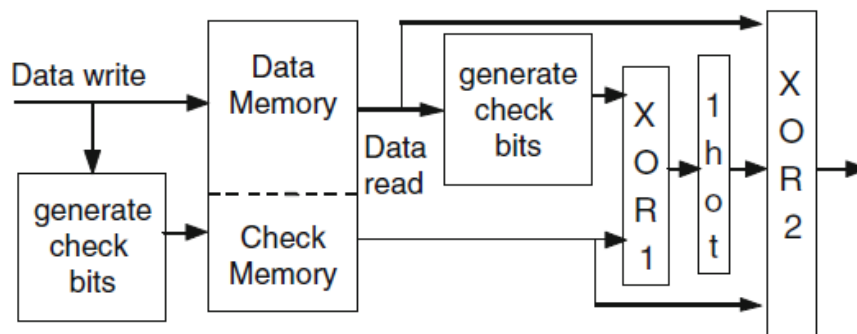 Data write
generate
check
bits
Data
Memory
Check
Memory
Data
read
generate
check
bits
X
O
R
1
1
h
o
t
X
O
R
2